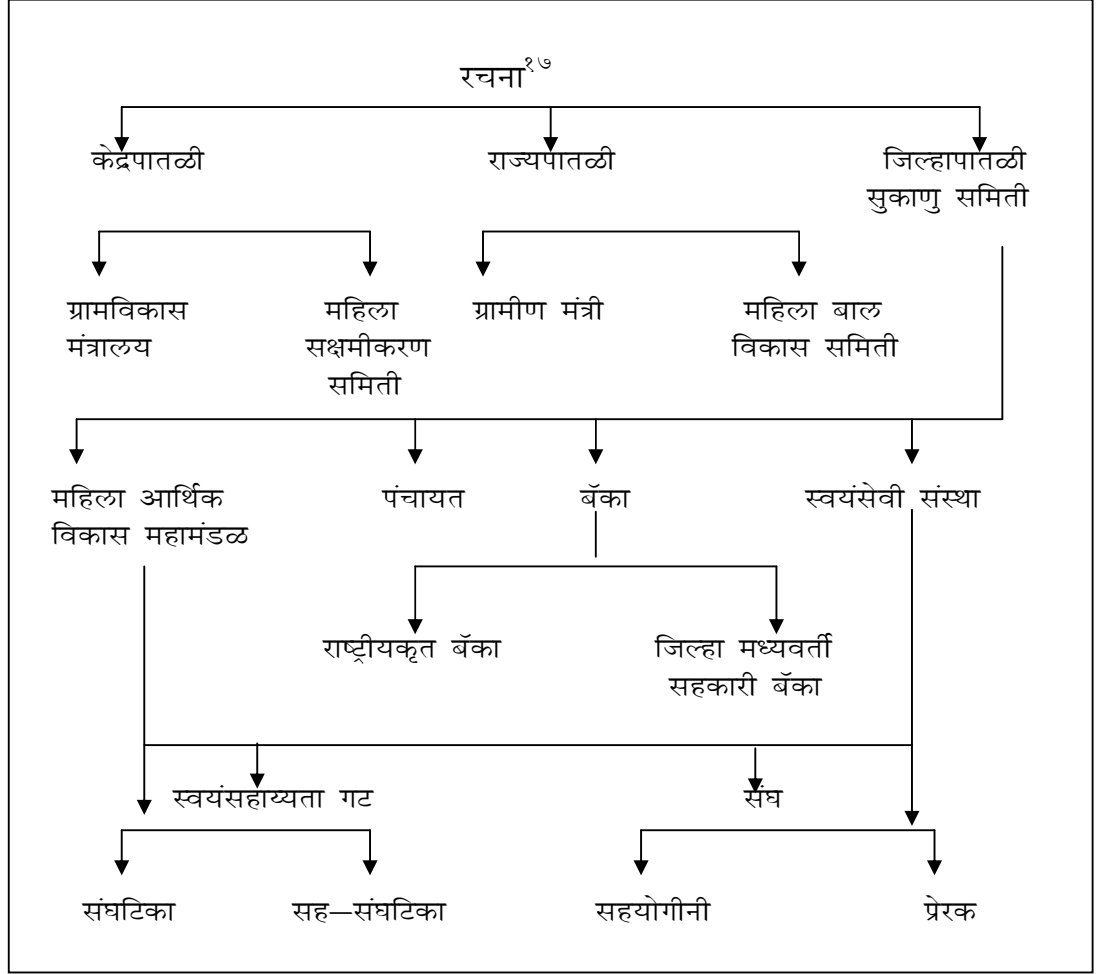 रचना१७
केद्रपातळी राज्यपातळी जिल्हापातळी
सुकाणु समिती
ग्रामविकास महिला ग्रामीण मंत्री महिला बाल
मंत्रालय सक्षमीकरण विकास समिती
समिती
महिला आर्थिक पंचायत बॅका स्वयंसेवी संस्था
विकास महामंडळ
राष्ट्रीयकृत बॅका जिल्हा मध्यवर्ती
सहकारी बॅका
स्वयंसहाय्यता गट संघ
संघटिका सह—संघटिका सहयोगीनी प्रेरक